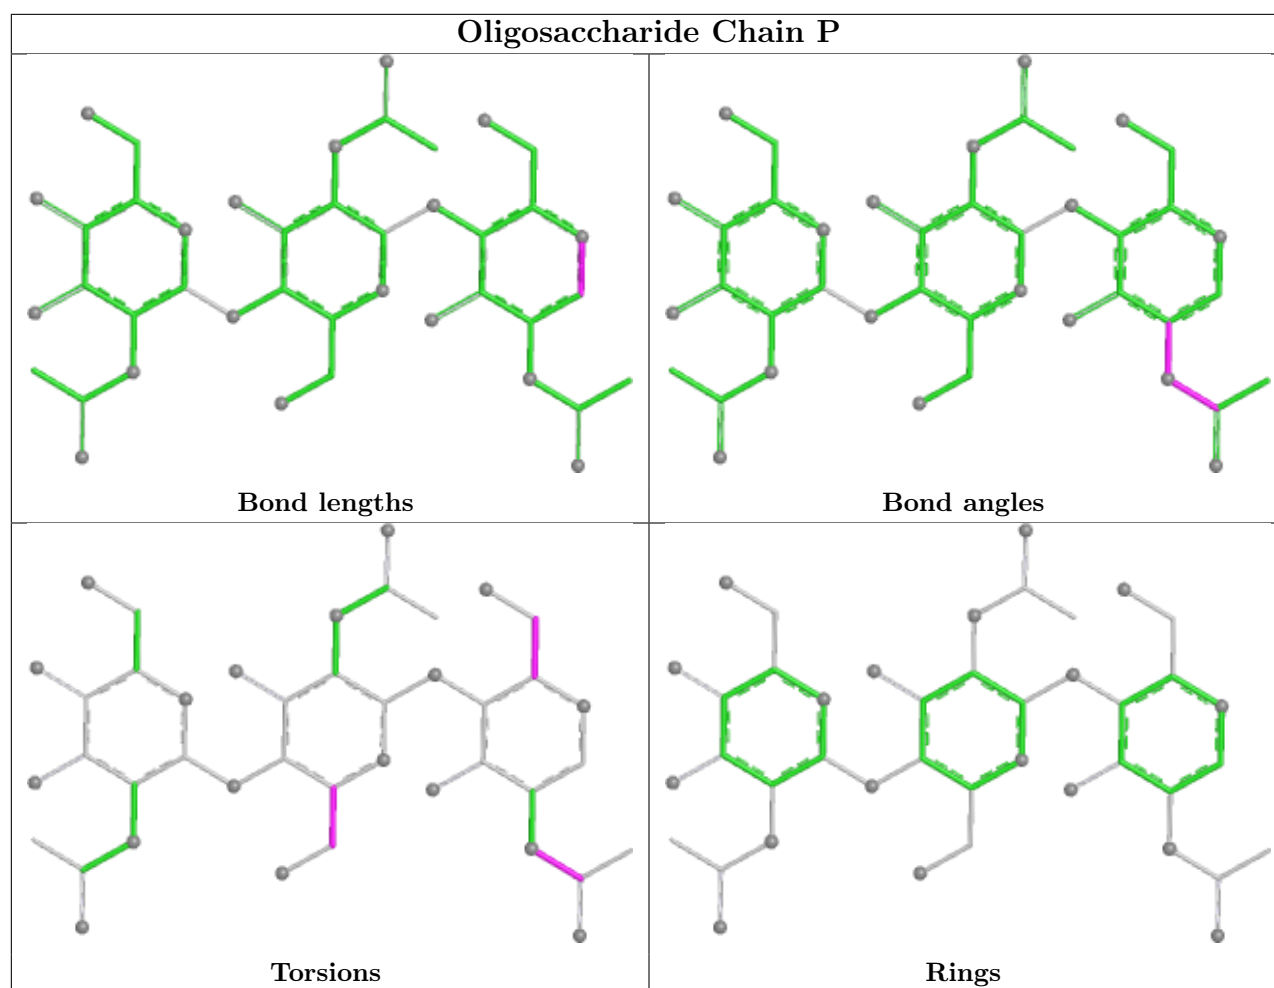 Oligosaccharide Chain P
Bond lengths
Bond angles
Torsions
Rings